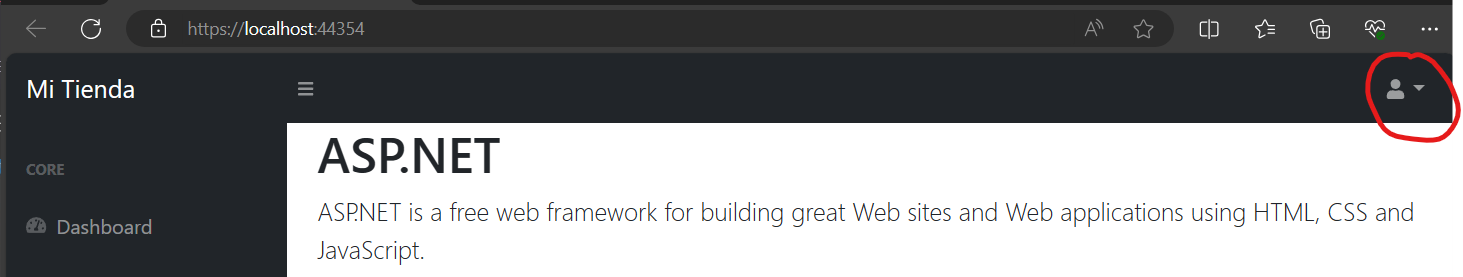 https://localhost:44354
Mi Tienda
ASP.NET
CORE
ASP.NET is a free web framework for building great Web sites and Web applications using HTML, CSS and
Dashboard
JavaScript.